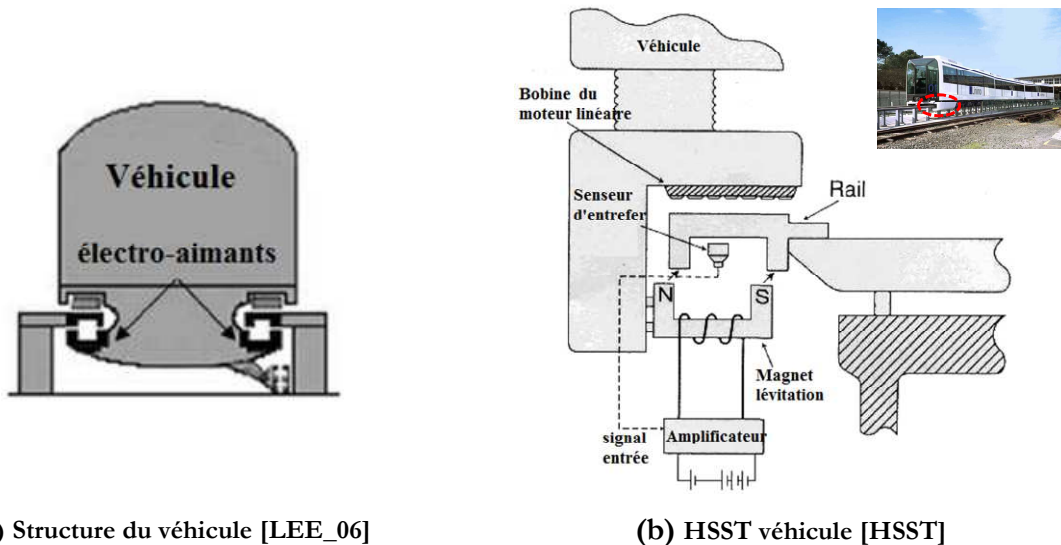 Véhicule
électro-aimants
) Structure du véhicule [LEE_06]
Véhicule
Bobine du
moteur linéaire
Senseur
d'entrefer
Rail
N
S
Magnet
lévitation
signal
entrée
Amplificateur
(b) HSST véhicule [HSST]